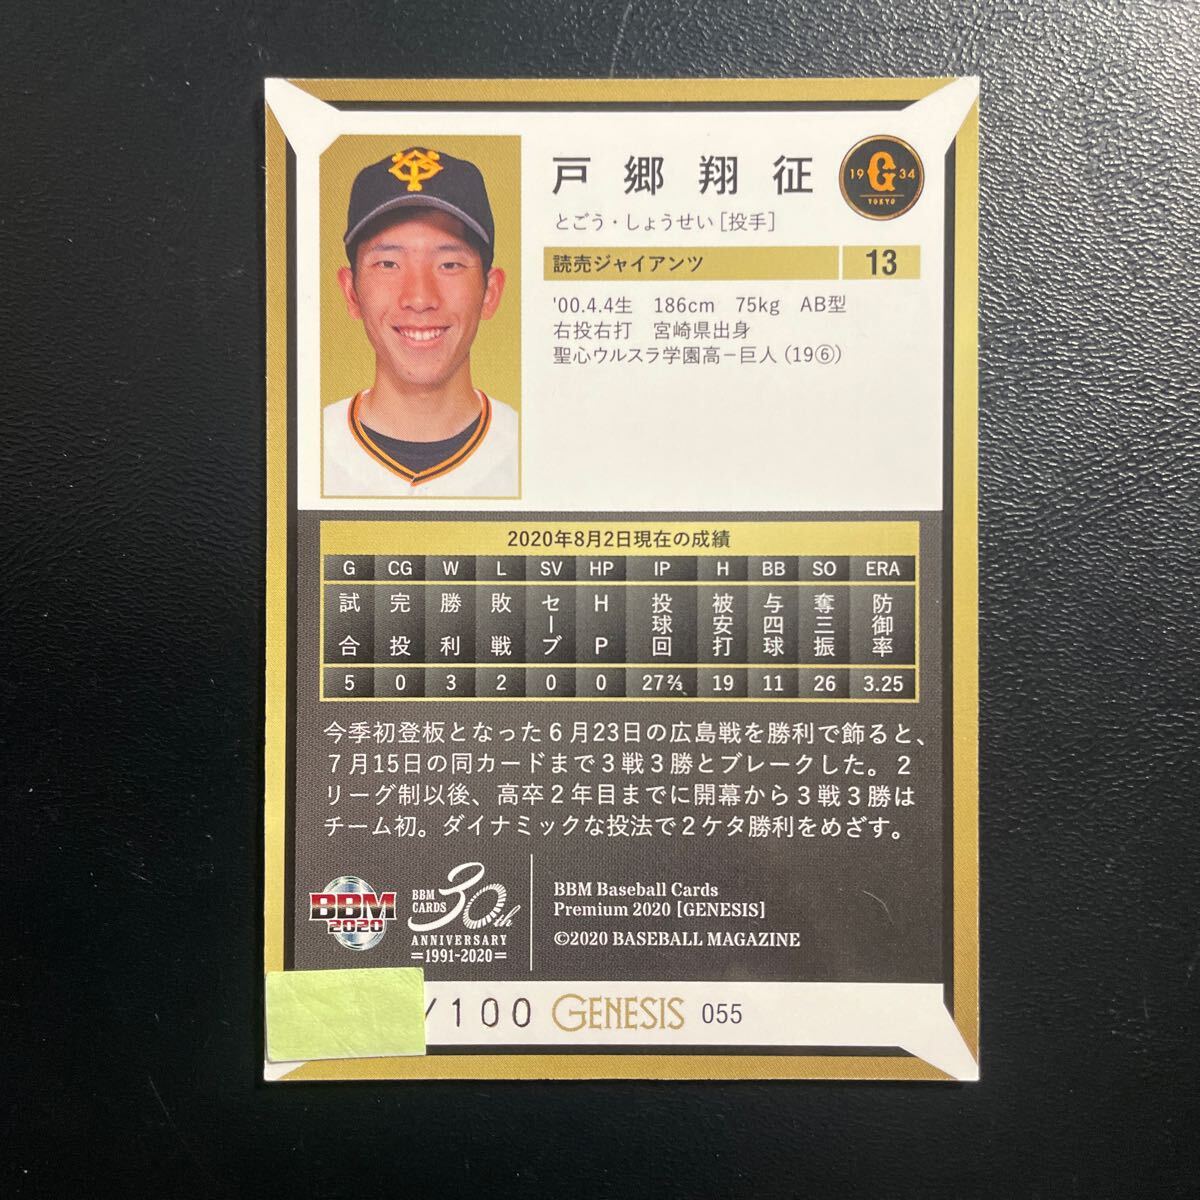 戸郷翔征
19 G 34
TOKYO
とごう・しょうせい[投手]
読売ジャイアンツ 13
'00.4.4生 186cm 75kg AB型
右投右打 宮崎県出身
聖心ウルスラ学園高−巨人(19⑥)
2020年8月2日現在の成績
G CG W L SV HP IP H BB SO ERA
試合 完投 勝利 敗戦 セーブ HP 投球回 被安打 与四球 奪三振 防御率
5 0 3 2 0 0 27⅔ 19 11 26 3.25
今季初登板となった6月23日の広島戦を勝利で飾ると、
7月15日の同カードまで3戦3勝とブレークした。2
リーグ制以後、高卒2年目までに開幕から3戦3勝は
チーム初。ダイナミックな投法で2ケタ勝利をめざす。
BBM
2020
BBM
CARDS
30th
ANNIVERSARY
=1991-2020=
BBM Baseball Cards
Premium 2020 [GENESIS]
©2020 BASEBALL MAGAZINE
/100 GENESIS 055